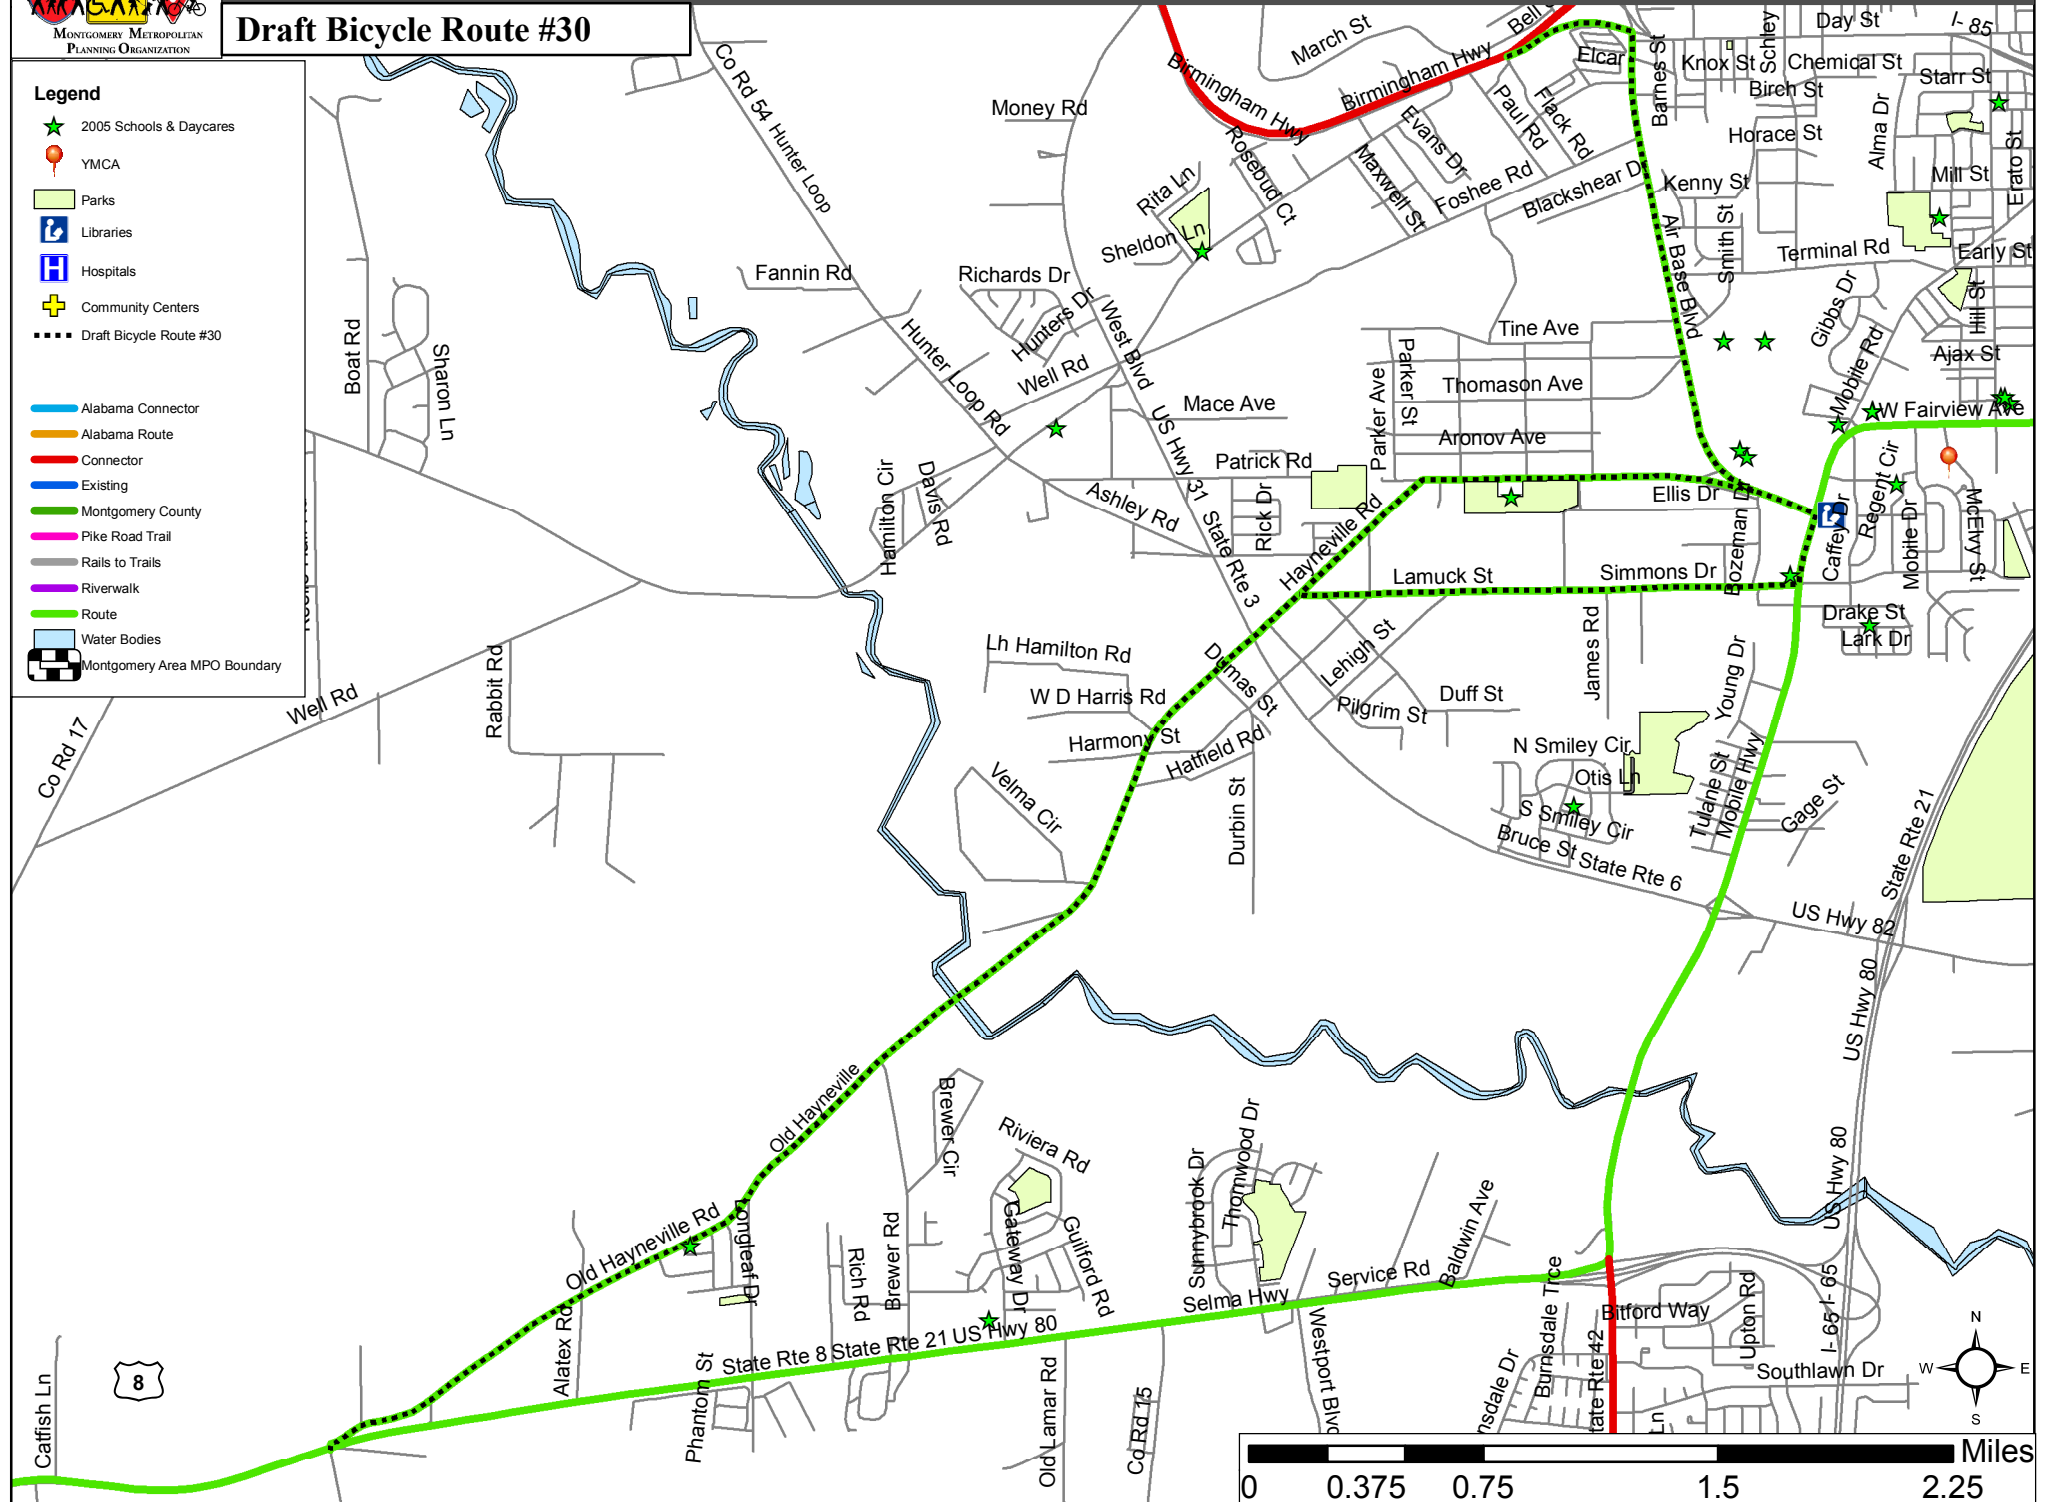 MONTGOMERY METROPOLITAN
PLANNING ORGANIZATION
Draft Bicycle Route #30
Legend
2005 Schools & Daycares
YMCA
Parks
Libraries
Hospitals
Community Centers
Draft Bicycle Route #30
Alabama Connector
Alabama Route
Connector
Existing
Montgomery County
Pike Road Trail
Rails to Trails
Riverwalk
Route
Water Bodies
Montgomery Area MPO Boundary
Co Rd 54 Hunter Loop
Money Rd
March St
Birmingham Hwy
Birmingham Hwy
Elcar
Barnes St
Knox St
Schley
Day St
I- 85
Chemical St
Starr St
Birch St
Horace St
Alma Dr
Mill St
Erato St
Paul Rd
Flack Rd
Evans Dr
Maxwell St
Foshee Rd
Blackshear D
Kenny St
Smith St
Terminal Rd
Early St
Rosebud Ct
Rita Ln
Sheldon Ln
Air Base Blvd
Gibbs Dr
Hill St
Ajax St
Mobile Rd
W Fairview Ave
Fannin Rd
Richards Dr
Hunters Dr
West Blvd
Well Rd
Hunter Loop Rd
Boat Rd
Sharon Ln
Tine Ave
Parker St
Parker Ave
Thomason Ave
Aronov Ave
Mace Ave
Patrick Rd
Ashley Rd
Rick Dr
US Hwy 31 State Rte 3
Hayneville Rd
Hamilton Cir
Davis Rd
Ellis Dr
Bozeman Dr
Caffey Dr
Regent Cir
Mobile Dr
McElvy St
Lamuck St
Simmons Dr
Drake St
Lark Dr
Lh Hamilton Rd
W D Harris Rd
Harmony St
Hatfield Rd
Dumas St
Lehigh St
Pilgrim St
Duff St
James Rd
Young Dr
N Smiley Cir
Otis Ln
S Smiley Cir
Bruce St
State Rte 6
Tulane St
Mobile Hwy
Gage St
US Hwy 82
State Rte 21
US Hwy 80
Velma Cir
Durbin St
Well Rd
Rabbit Rd
Co Rd 17
Old Hayneville
Brewer Cir
Riviera Rd
Gateway Dr
Guilford Rd
Old Hayneville Rd
Longleaf Dr
Rich Rd
Brewer Rd
Alatex Rd
Sunnybrook Dr
Thornwood Dr
Selma Hwy
Service Rd
Baldwin Ave
US Hwy 80
Burnsdale Trce
Bitford Way
Upton Rd
I- 65 I- 65
Southlawn Dr
State Rte 8 State Rte 21 US Hwy 80
Phantom St
Old Lamar Rd
Co Rd 15
Westport Blvd
nsdale Dr
tate Rte 42
Ln
Catfish Ln
8
N
W E
S
Miles
0 0.375 0.75 1.5 2.25